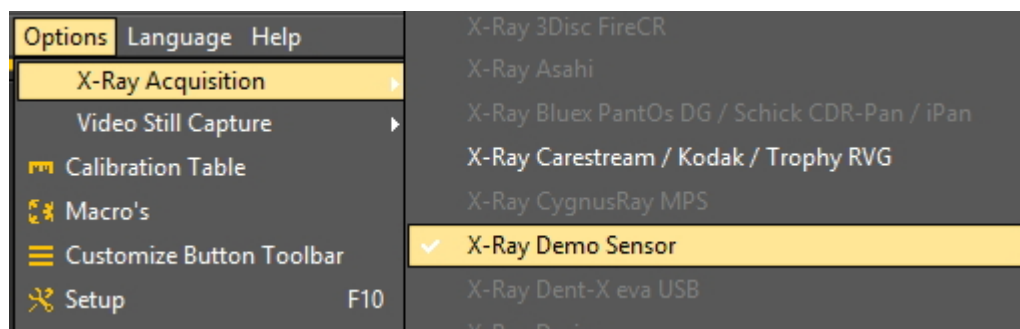 Options Language Help
X-Ray Acquisition
Video Still Capture
Calibration Table
Macro's
Customize Button Toolbar
Setup F10
X-Ray 3Disc FireCR
X-Ray Asahi
X-Ray Bluex PantOs DG / Schick CDR-Pan / iPan
X-Ray Carestream / Kodak / Trophy RVG
X-Ray CygnusRay MPS
X-Ray Demo Sensor
X-Ray Dent-X eva USB